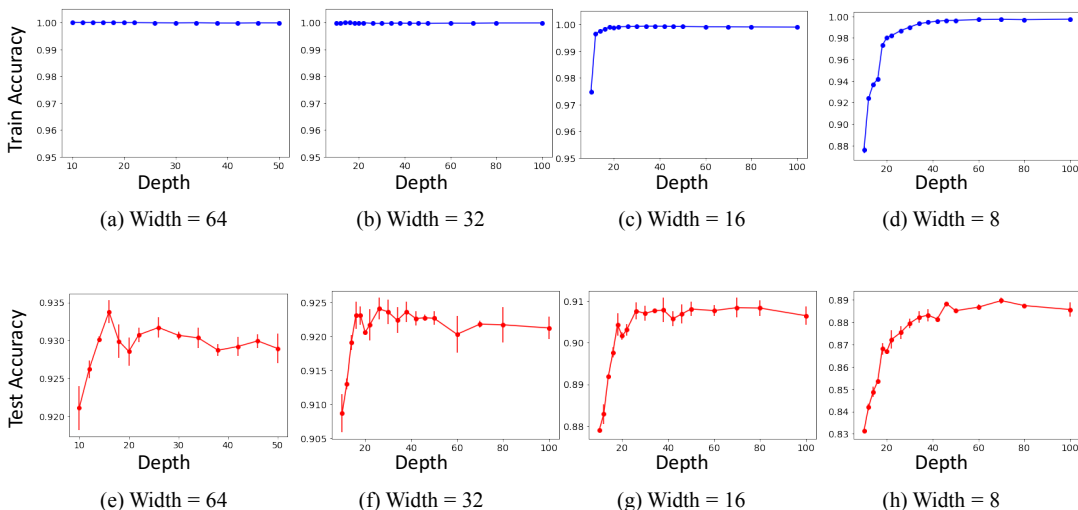 Train Accuracy
1.00
0.99
0.98
0.97
0.96
0.95
10 20 30 40 50
Depth
(a) Width = 64
1.00
0.99
0.98
0.97
0.96
0.95
20 40 60 80 100
Depth
(b) Width = 32
1.00
0.99
0.98
0.97
0.96
0.95
20 40 60 80 100
Depth
(c) Width = 16
1.00
0.98
0.96
0.94
0.92
0.90
0.88
20 40 60 80 100
Depth
(d) Width = 8
Test Accuracy
0.935
0.930
0.925
0.920
10 20 30 40 50
Depth
(e) Width = 64
0.925
0.920
0.915
0.910
0.905
20 40 60 80 100
Depth
(f) Width = 32
0.91
0.90
0.89
0.88
20 40 60 80 100
Depth
(g) Width = 16
0.89
0.88
0.87
0.86
0.85
0.84
0.83
20 40 60 80 100
Depth
(h) Width = 8